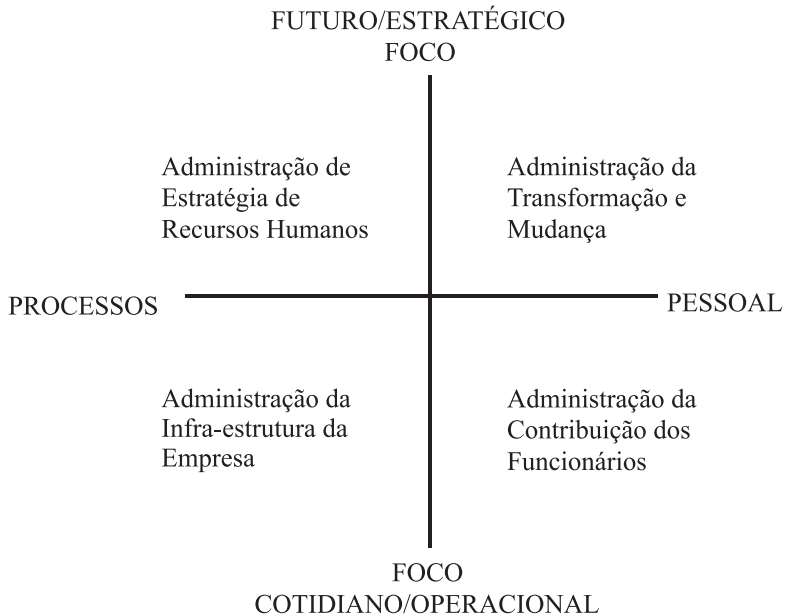 FUTURO/ESTRATÉGICO
FOCO
Administração de
Estratégia de
Recursos Humanos
Administração da
Transformação e
Mudança
PROCESSOS
PESSOAL
Administração da
Infra-estrutura da
Empresa
Administração da
Contribuição dos
Funcionários
FOCO
COTIDIANO/OPERACIONAL